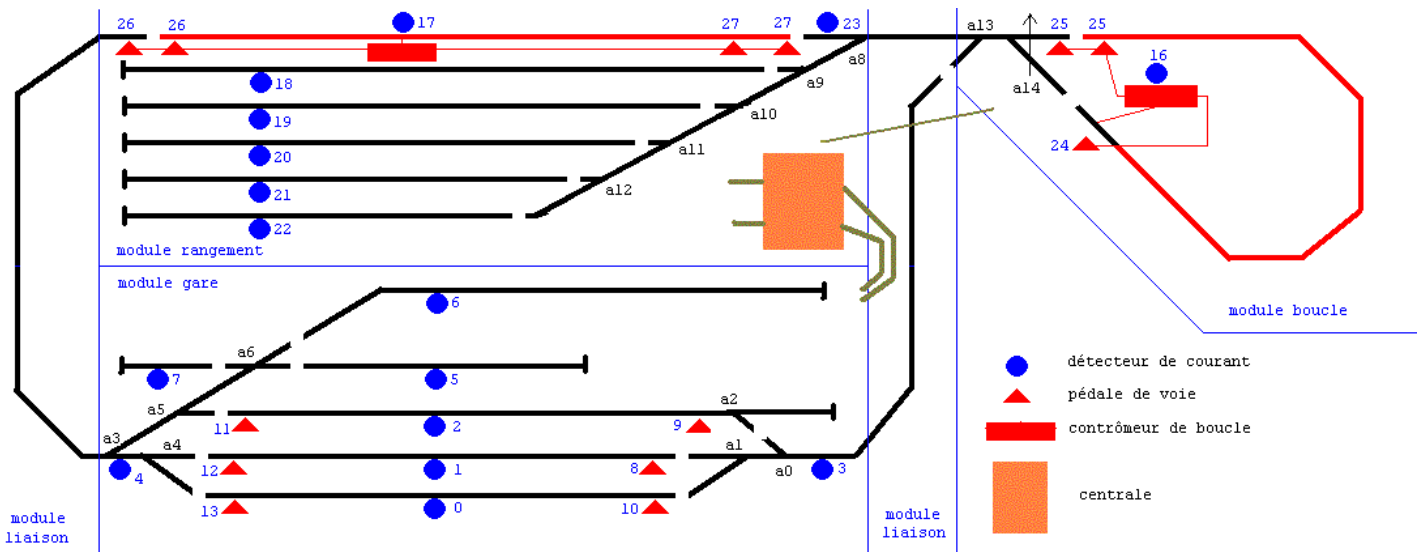 26 26 17 27 27 23 a13 25 25
16
a8
a14
18 a9
19 a10
20 a11 24
21 a12
22
module rangement
module gare
6 module boucle
a6 détecteur de courant
7 5
a5 a2 pédale de voie
11 2 9
contrômeur de boucle
a3 a4 a1
4 12 1 8 a0 3
centrale
13 0 10
module
liaison
module
liaison